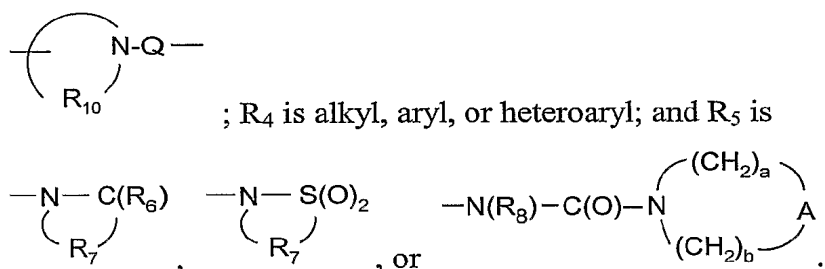 N-Q
R10
; R4 is alkyl, aryl, or heteroaryl; and R5 is
N C(R6) N S(O)2 (CH2)a
R7 , R7 , or N(R8) C(O) N A
(CH2)b .